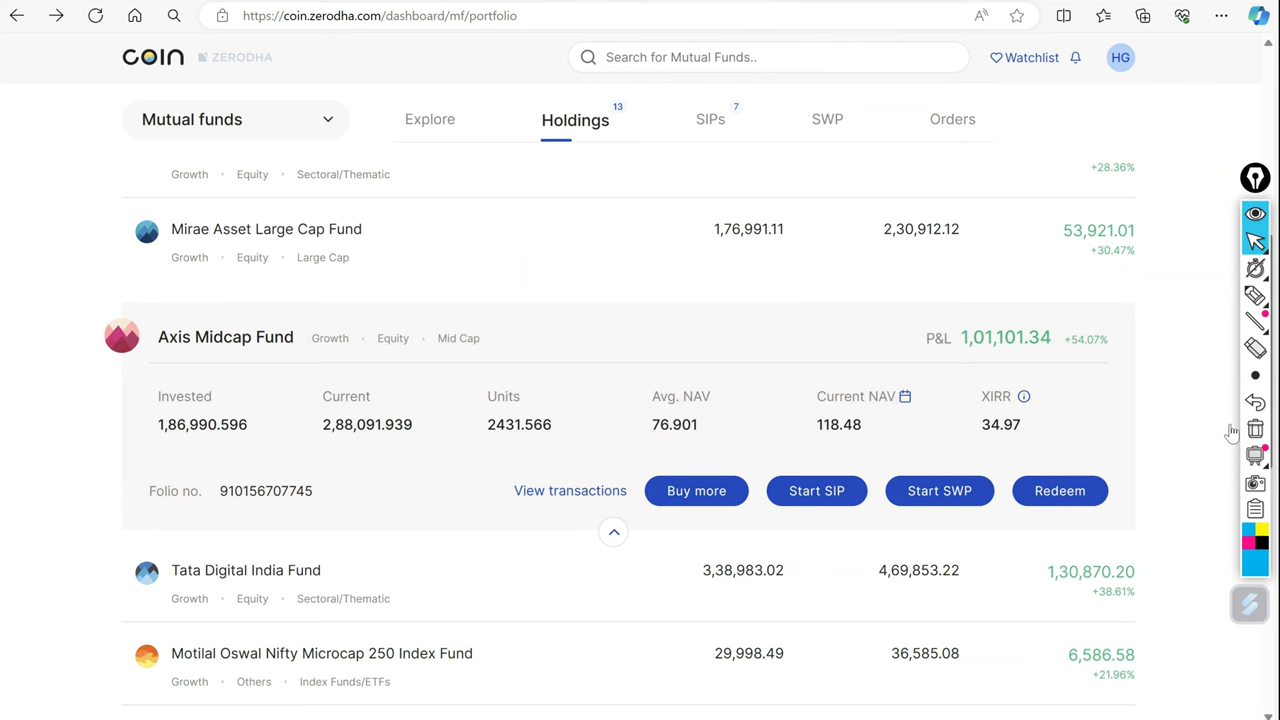 https://coin.zerodha.com/dashboard/mf/portfolio
coin ZERODHA Search for Mutual Funds.. Watchlist HG
Mutual funds Explore Holdings 13 SIPs 7 SWP Orders
Growth Equity Sectoral/Thematic +28.36%
Mirae Asset Large Cap Fund 1,76,991.11 2,30,912.12 53,921.01
Growth Equity Large Cap +30.47%
Axis Midcap Fund Growth Equity Mid Cap P&L 1,01,101.34 +54.07%
Invested Current Units Avg. NAV Current NAV XIRR
1,86,990.596 2,88,091.939 2431.566 76.901 118.48 34.97
Folio no. 910156707745 View transactions Buy more Start SIP Start SWP Redeem
Tata Digital India Fund 3,38,983.02 4,69,853.22 1,30,870.20
Growth Equity Sectoral/Thematic +38.61%
Motilal Oswal Nifty Microcap 250 Index Fund 29,998.49 36,585.08 6,586.58
Growth Others Index Funds/ETFs +21.96%